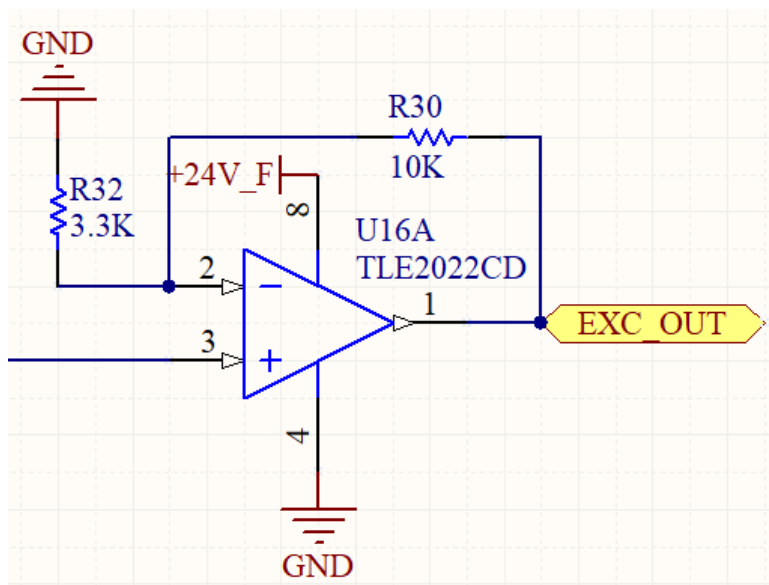 GND
R30
10K
+24V_F
R32
3.3K
8
U16A
TLE2022CD
2
−
1
EXC_OUT
3
+
4
GND